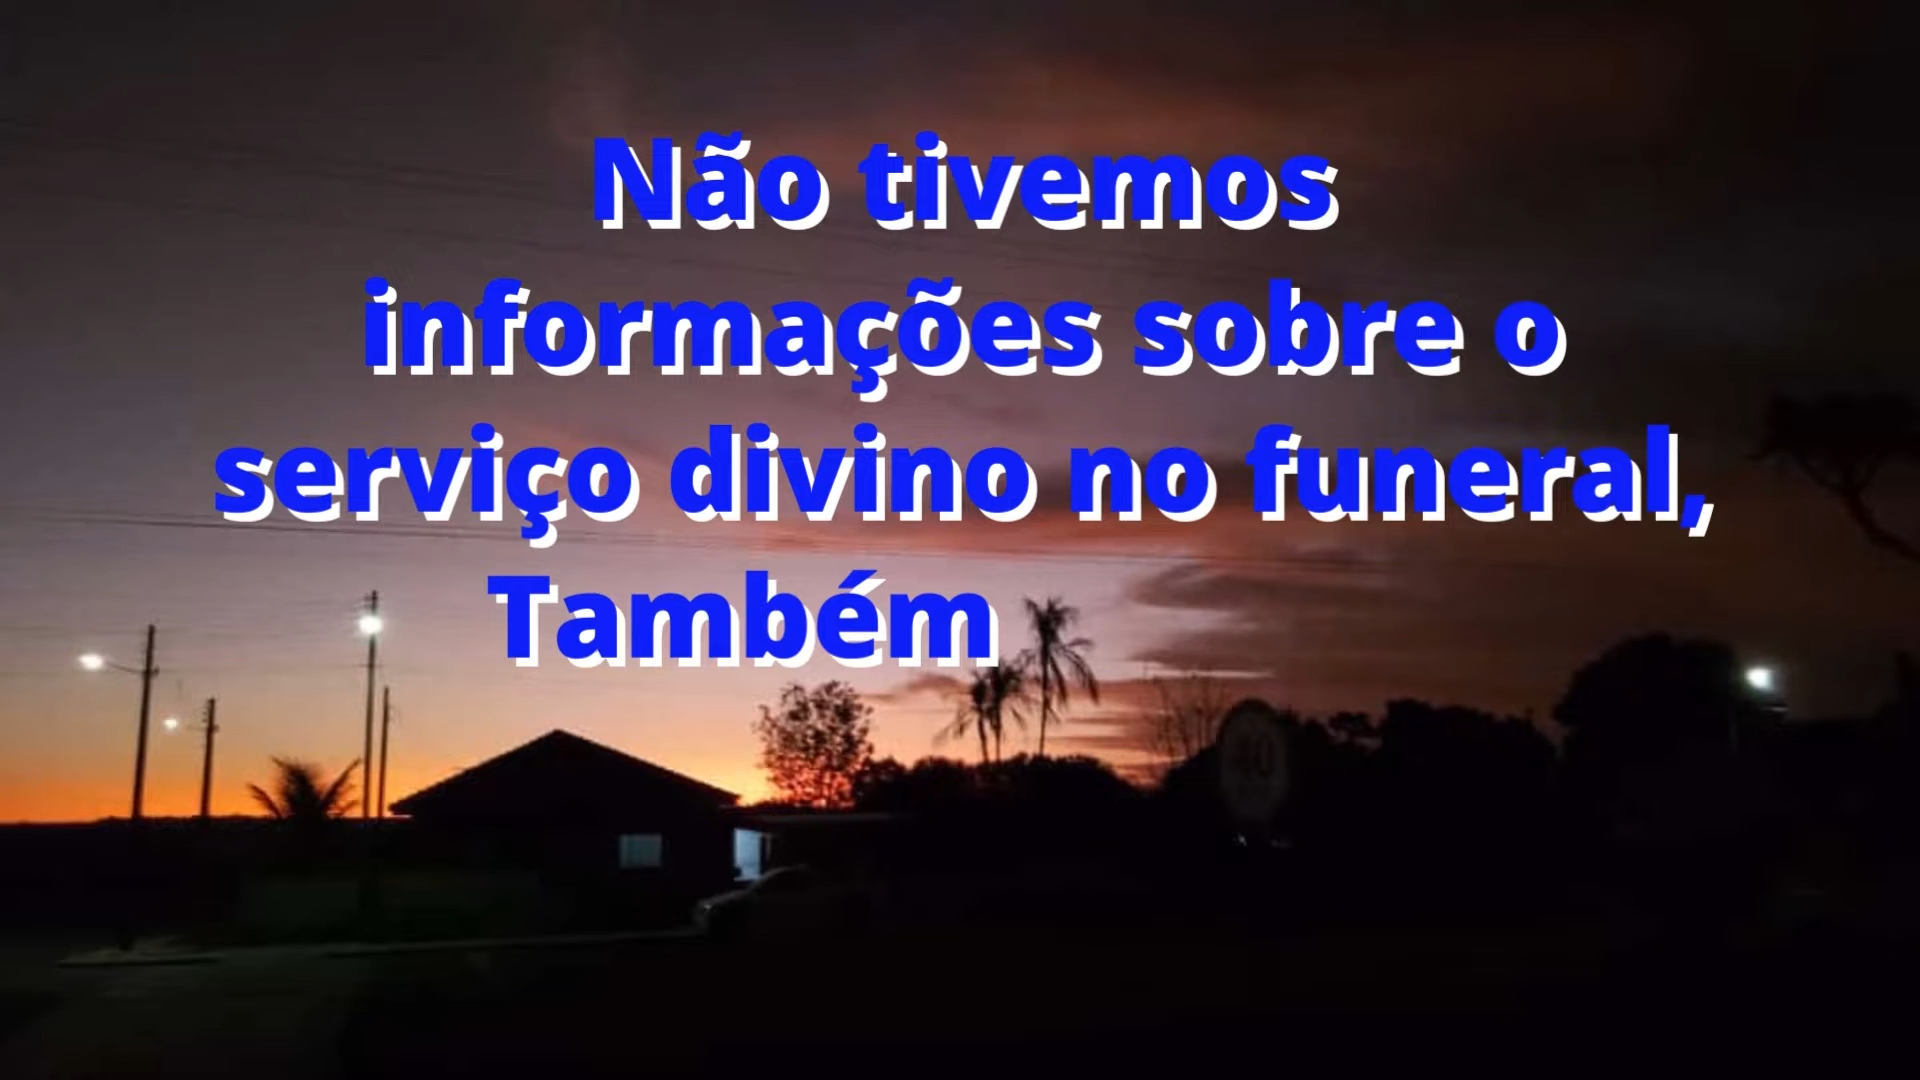 Não tivemos
informações sobre o
serviço divino no funeral,
Também